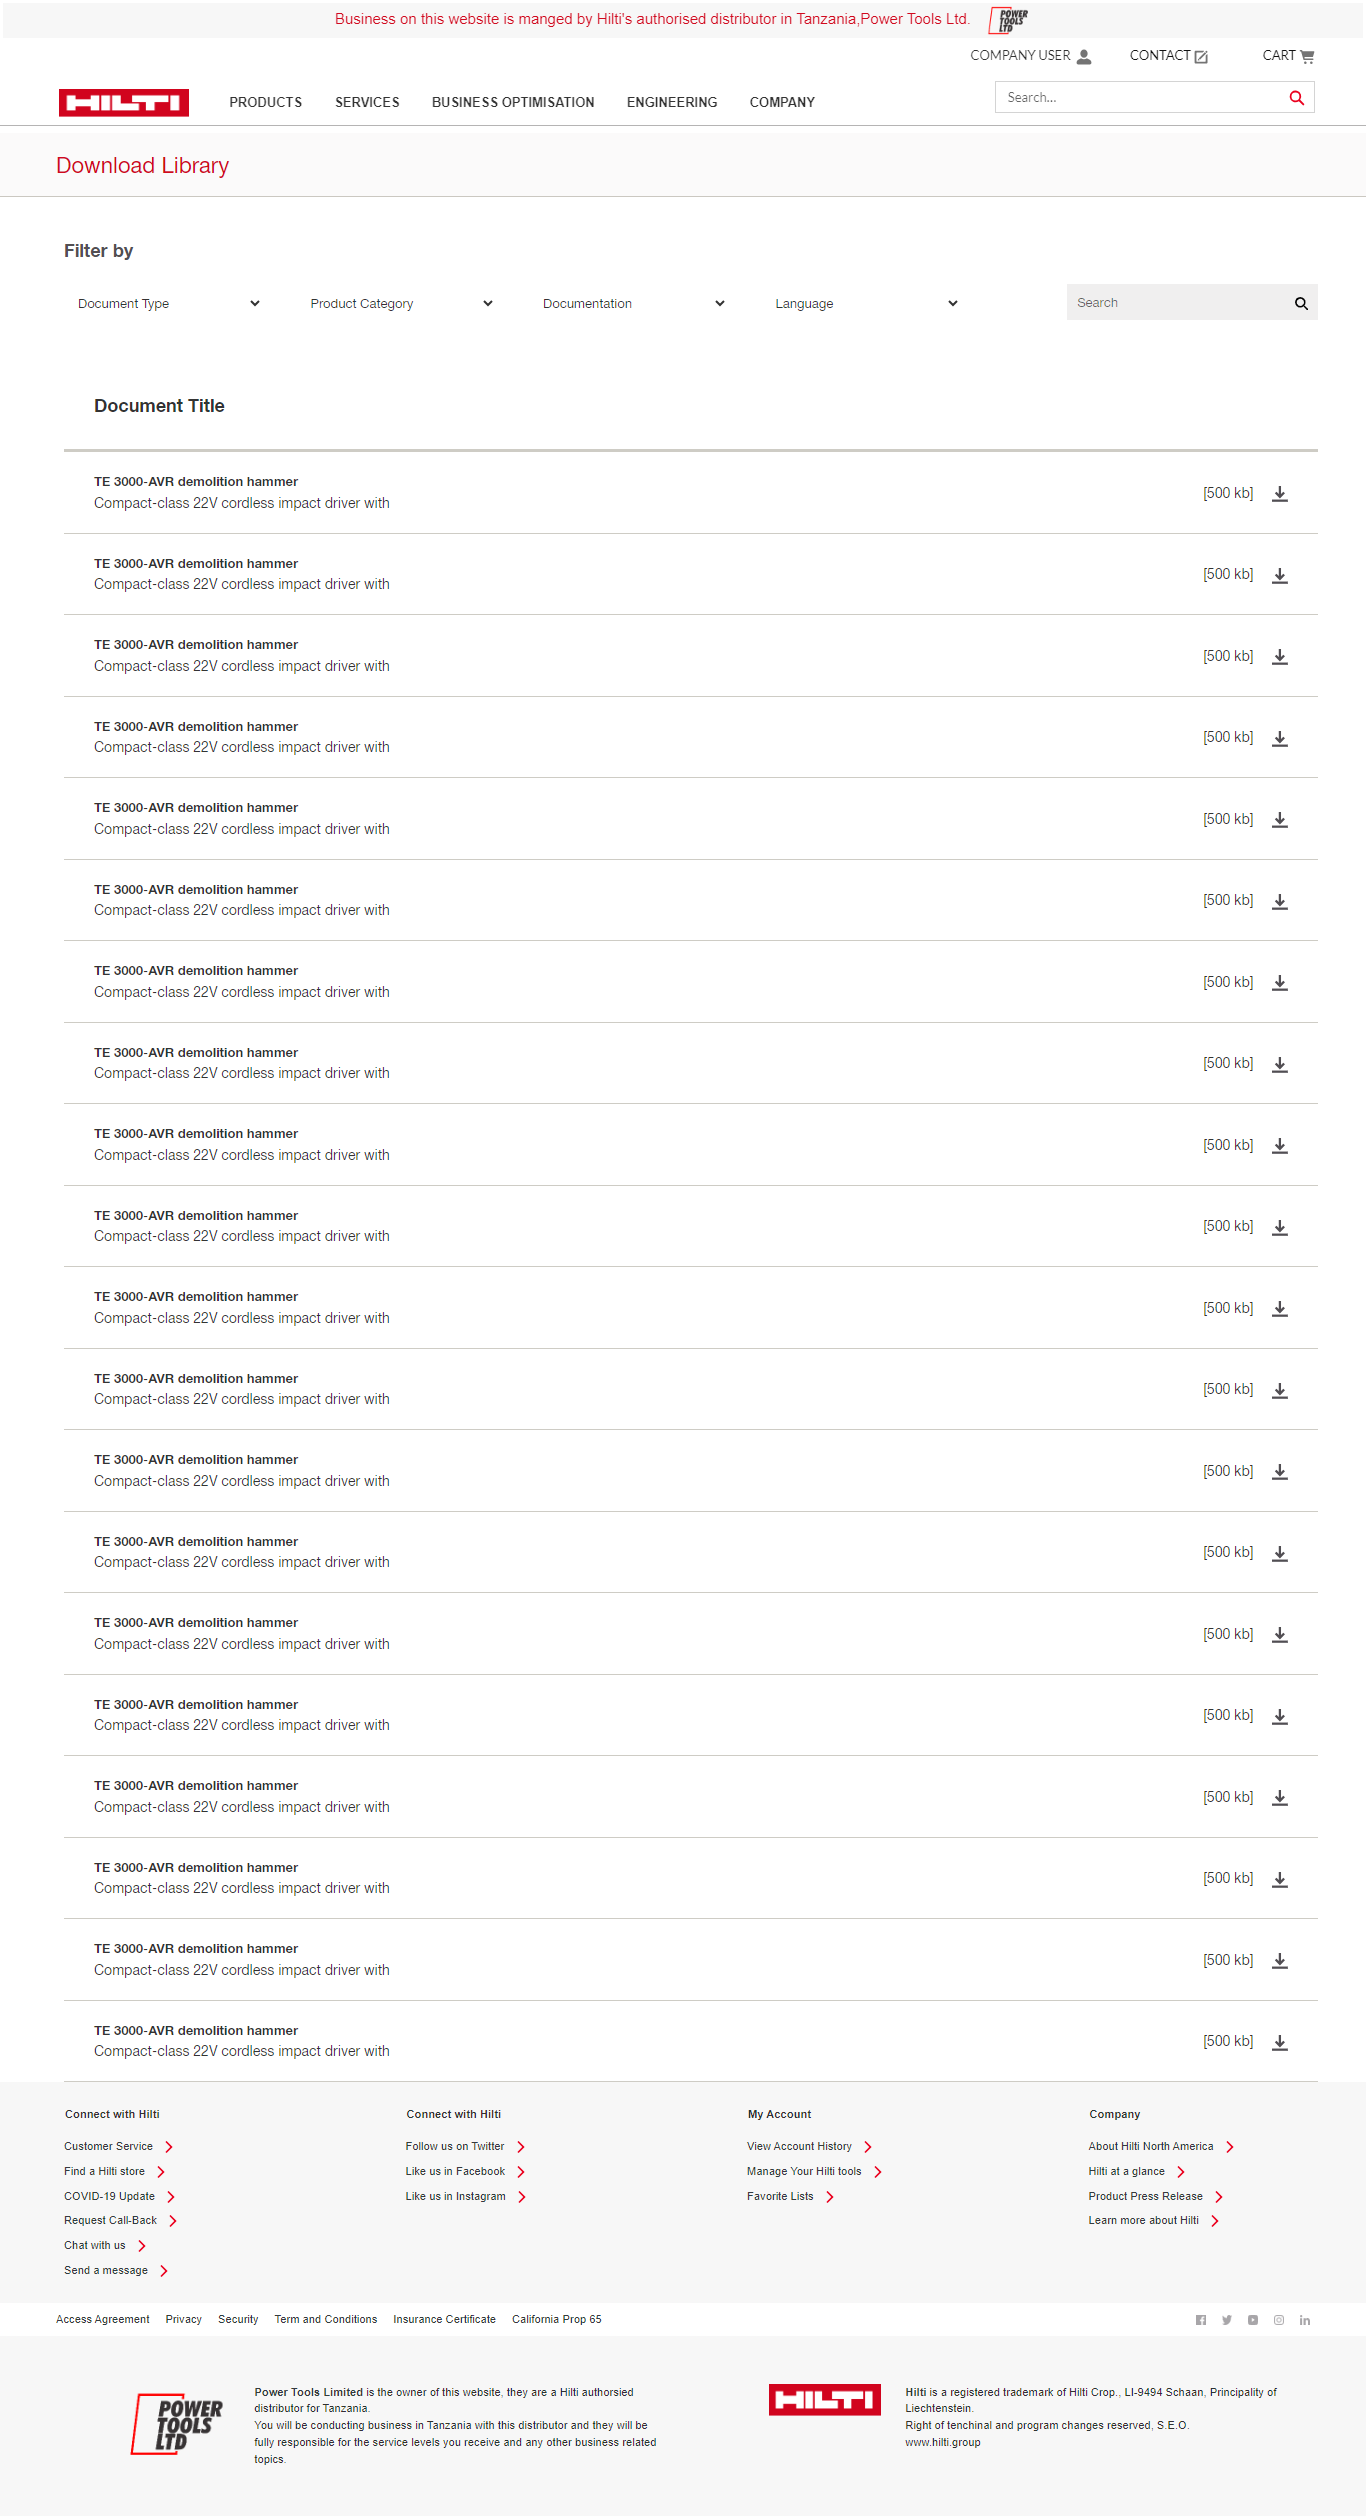 Business on this website is manged by Hilti's authorised distributor in Tanzania,Power Tools Ltd. POWER TOOLS LTD
COMPANY USER CONTACT CART
HILTI PRODUCTS SERVICES BUSINESS OPTIMISATION ENGINEERING COMPANY Search...
Download Library
Filter by
Document Type Product Category Documentation Language Search
Document Title
TE 3000-AVR demolition hammer
Compact-class 22V cordless impact driver with [500 kb]
TE 3000-AVR demolition hammer
Compact-class 22V cordless impact driver with [500 kb]
TE 3000-AVR demolition hammer
Compact-class 22V cordless impact driver with [500 kb]
TE 3000-AVR demolition hammer
Compact-class 22V cordless impact driver with [500 kb]
TE 3000-AVR demolition hammer
Compact-class 22V cordless impact driver with [500 kb]
TE 3000-AVR demolition hammer
Compact-class 22V cordless impact driver with [500 kb]
TE 3000-AVR demolition hammer
Compact-class 22V cordless impact driver with [500 kb]
TE 3000-AVR demolition hammer
Compact-class 22V cordless impact driver with [500 kb]
TE 3000-AVR demolition hammer
Compact-class 22V cordless impact driver with [500 kb]
TE 3000-AVR demolition hammer
Compact-class 22V cordless impact driver with [500 kb]
TE 3000-AVR demolition hammer
Compact-class 22V cordless impact driver with [500 kb]
TE 3000-AVR demolition hammer
Compact-class 22V cordless impact driver with [500 kb]
TE 3000-AVR demolition hammer
Compact-class 22V cordless impact driver with [500 kb]
TE 3000-AVR demolition hammer
Compact-class 22V cordless impact driver with [500 kb]
TE 3000-AVR demolition hammer
Compact-class 22V cordless impact driver with [500 kb]
TE 3000-AVR demolition hammer
Compact-class 22V cordless impact driver with [500 kb]
TE 3000-AVR demolition hammer
Compact-class 22V cordless impact driver with [500 kb]
TE 3000-AVR demolition hammer
Compact-class 22V cordless impact driver with [500 kb]
TE 3000-AVR demolition hammer
Compact-class 22V cordless impact driver with [500 kb]
TE 3000-AVR demolition hammer
Compact-class 22V cordless impact driver with [500 kb]
Connect with Hilti
Customer Service
Find a Hilti store
COVID-19 Update
Request Call-Back
Chat with us
Send a message
Connect with Hilti
Follow us on Twitter
Like us in Facebook
Like us in Instagram
My Account
View Account History
Manage Your Hilti tools
Favorite Lists
Company
About Hilti North America
Hilti at a glance
Product Press Release
Learn more about Hilti
Access Agreement Privacy Security Term and Conditions Insurance Certificate California Prop 65
POWER
TOOLS
LTD
Power Tools Limited is the owner of this website, they are a Hilti authorsied
distributor for Tanzania.
You will be conducting business in Tanzania with this distributor and they will be
fully responsible for the service levels you receive and any other business related
topics.
HILTI
Hilti is a registered trademark of Hilti Crop., LI-9494 Schaan, Principality of
Liechtenstein.
Right of tenchinal and program changes reserved, S.E.O.
www.hilti.group